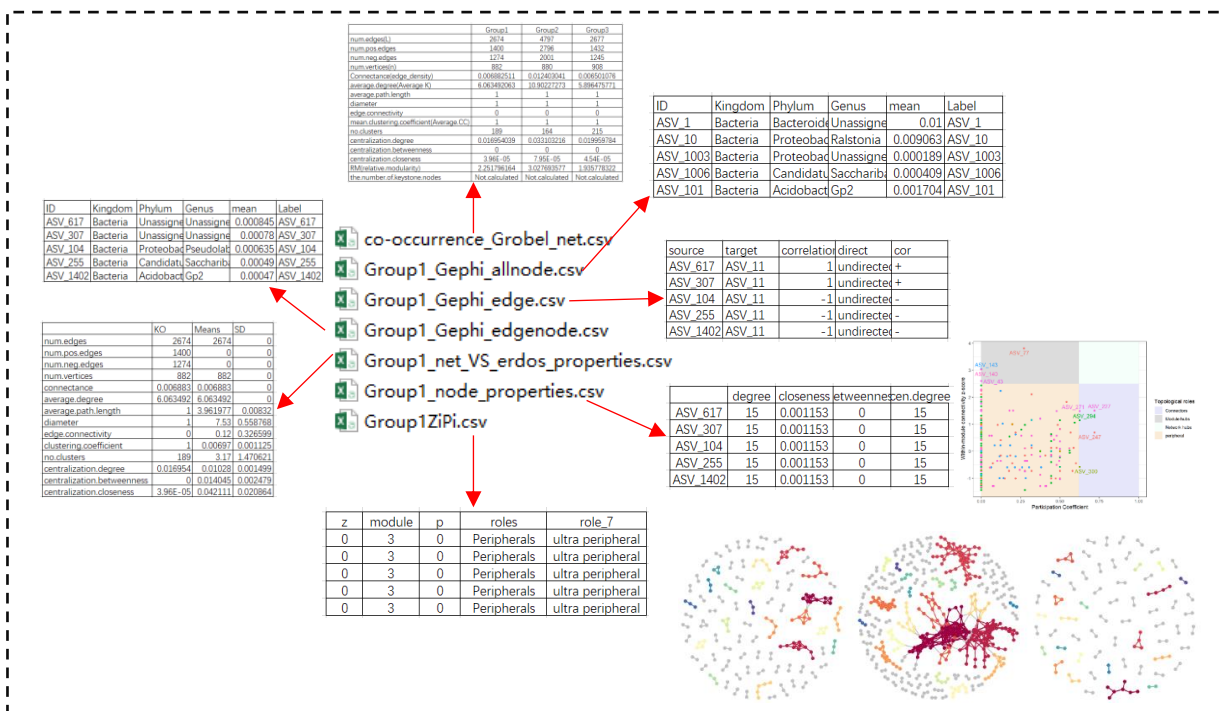 Group1 Group2 Group3
num.edges(L) 2674 4797 2677
num.pos.edges 1400 2796 1432
num.neg.edges 1274 2001 1245
num.vertices(n) 882 880 908
Connectance(edge_density) 0.006882511 0.012403041 0.006501076
average.degree(Average K) 6.063492063 10.90227273 5.896475771
average.path.length 1 1 1
diameter 1 1 1
edge.connectivity 0 0 0
mean.clustering.coefficient(Average.CC) 1 1 1
no.clusters 189 164 215
centralization.degree 0.016954039 0.033103216 0.019959784
centralization.betweenness 0 0 0
centralization.closeness 3.96E-05 7.95E-05 4.54E-05
RM(relative.modularity) 2.251796164 3.027693577 1.935778322
the.number.of.keystone.nodes Not.calculated Not.calculated Not.calculated
ID Kingdom Phylum Genus mean Label
ASV_1 Bacteria Bacteroide Unassigne 0.01 ASV_1
ASV_10 Bacteria Proteobac Ralstonia 0.009063 ASV_10
ASV_1003 Bacteria Proteobac Unassigne 0.000189 ASV_1003
ASV_1006 Bacteria Candidatu Sacchariba 0.000409 ASV_1006
ASV_101 Bacteria Acidobact Gp2 0.001704 ASV_101
ID Kingdom Phylum Genus mean Label
ASV_617 Bacteria Unassigne Unassigne 0.000845 ASV_617
ASV_307 Bacteria Unassigne Unassigne 0.00078 ASV_307
ASV_104 Bacteria Proteobac Pseudolab 0.000635 ASV_104
ASV_255 Bacteria Candidatu Sacchariba 0.00049 ASV_255
ASV_1402 Bacteria Acidobact Gp2 0.00047 ASV_1402
co-occurrence_Grobel_net.csv
Group1_Gephi_allnode.csv
Group1_Gephi_edge.csv
Group1_Gephi_edgenode.csv
Group1_net_VS_erdos_properties.csv
Group1_node_properties.csv
Group1ZiPi.csv
source target correlation direct cor
ASV_617 ASV_11 1 undirected +
ASV_307 ASV_11 1 undirected +
ASV_104 ASV_11 -1 undirected -
ASV_255 ASV_11 -1 undirected -
ASV_1402 ASV_11 -1 undirected -
KO Means SD
num.edges 2674 2674 0
num.pos.edges 1400 0 0
num.neg.edges 1274 0 0
num.vertices 882 882 0
connectance 0.006883 0.006883 0
average.degree 6.063492 6.063492 0
average.path.length 1 3.961977 0.00832
diameter 1 7.53 0.558768
edge.connectivity 0 0.12 0.326599
clustering.coefficient 1 0.00697 0.001125
no.clusters 189 3.17 1.470621
centralization.degree 0.016954 0.01028 0.001499
centralization.betweenness 0 0.014045 0.002479
centralization.closeness 3.96E-05 0.042111 0.020864
degree closeness etweennes cen.degree
ASV_617 15 0.001153 0 15
ASV_307 15 0.001153 0 15
ASV_104 15 0.001153 0 15
ASV_255 15 0.001153 0 15
ASV_1402 15 0.001153 0 15
Within-module connectivity z-score
ASV_77
ASV_247
Participation Coefficient
0.00 0.25 0.50 0.75 1.00
Topological roles
Connectors
Module hubs
Network hubs
peripheral
z module p roles role_7
0 3 0 Peripherals ultra peripheral
0 3 0 Peripherals ultra peripheral
0 3 0 Peripherals ultra peripheral
0 3 0 Peripherals ultra peripheral
0 3 0 Peripherals ultra peripheral